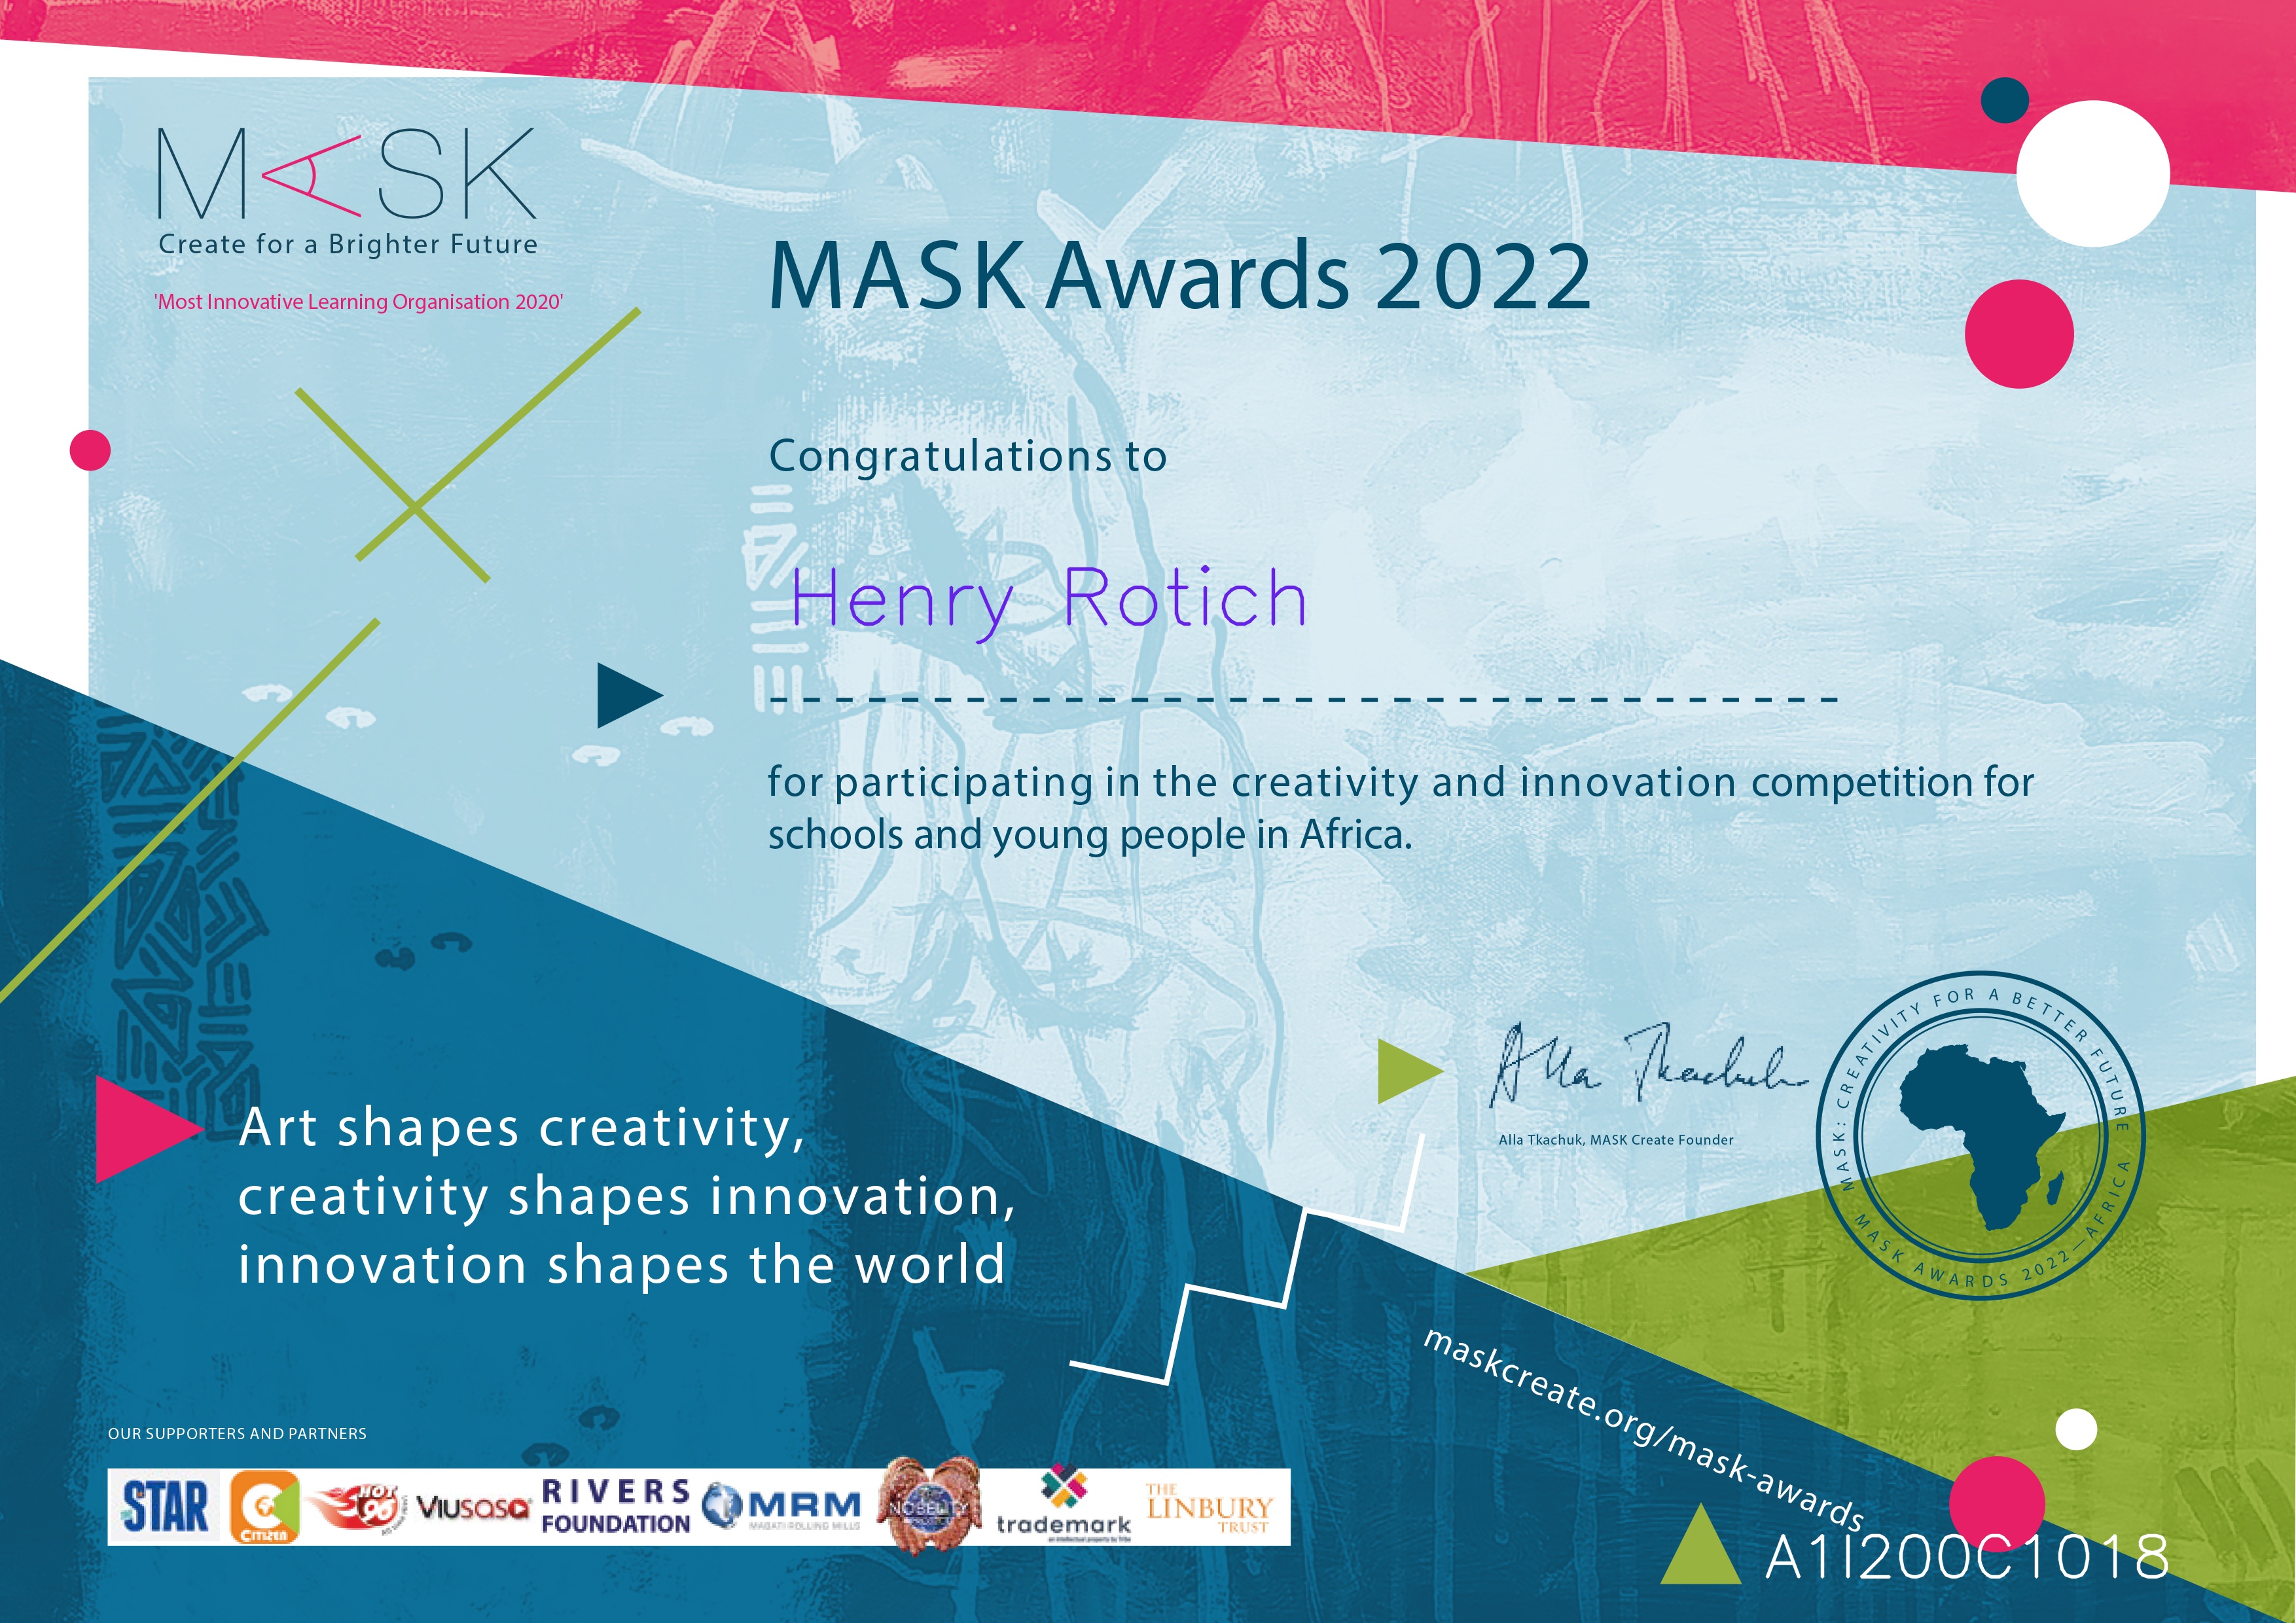 MASK
Create for a Brighter Future
'Most Innovative Learning Organisation 2020'
MASK Awards 2022
Congratulations to
Henry Rotich
for participating in the creativity and innovation competition for
schools and young people in Africa.
Alla Tkachuk
Alla Tkachuk, MASK Create Founder
MASK: CREATIVITY FOR A BETTER FUTURE
MASK AWARDS 2022—AFRICA
Art shapes creativity,
creativity shapes innovation,
innovation shapes the world
maskcreate.org/mask-awards
OUR SUPPORTERS AND PARTNERS
STAR
CITIZEN
HOT 96
Viusasa
RIVERS
FOUNDATION
MRM
MABATI ROLLING MILLS
NOBELITY
PROJECT
trademark
THE
LINBURY
TRUST
A1I200C1018